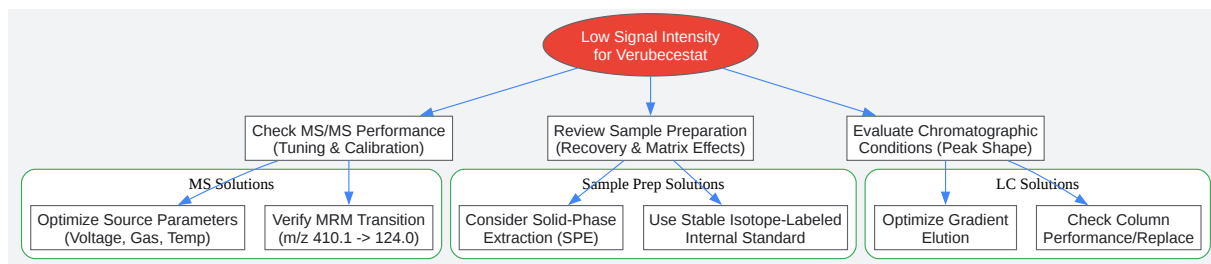 Low Signal Intensity
for Verubecestat
Check MS/MS Performance
(Tuning & Calibration)
Review Sample Preparation
(Recovery & Matrix Effects)
Evaluate Chromatographic
Conditions (Peak Shape)
MS Solutions
Optimize Source Parameters
(Voltage, Gas, Temp)
Verify MRM Transition
(m/z 410.1 -> 124.0)
Sample Prep Solutions
Consider Solid-Phase
Extraction (SPE)
Use Stable Isotope-Labeled
Internal Standard
LC Solutions
Optimize Gradient
Elution
Check Column
Performance/Replace